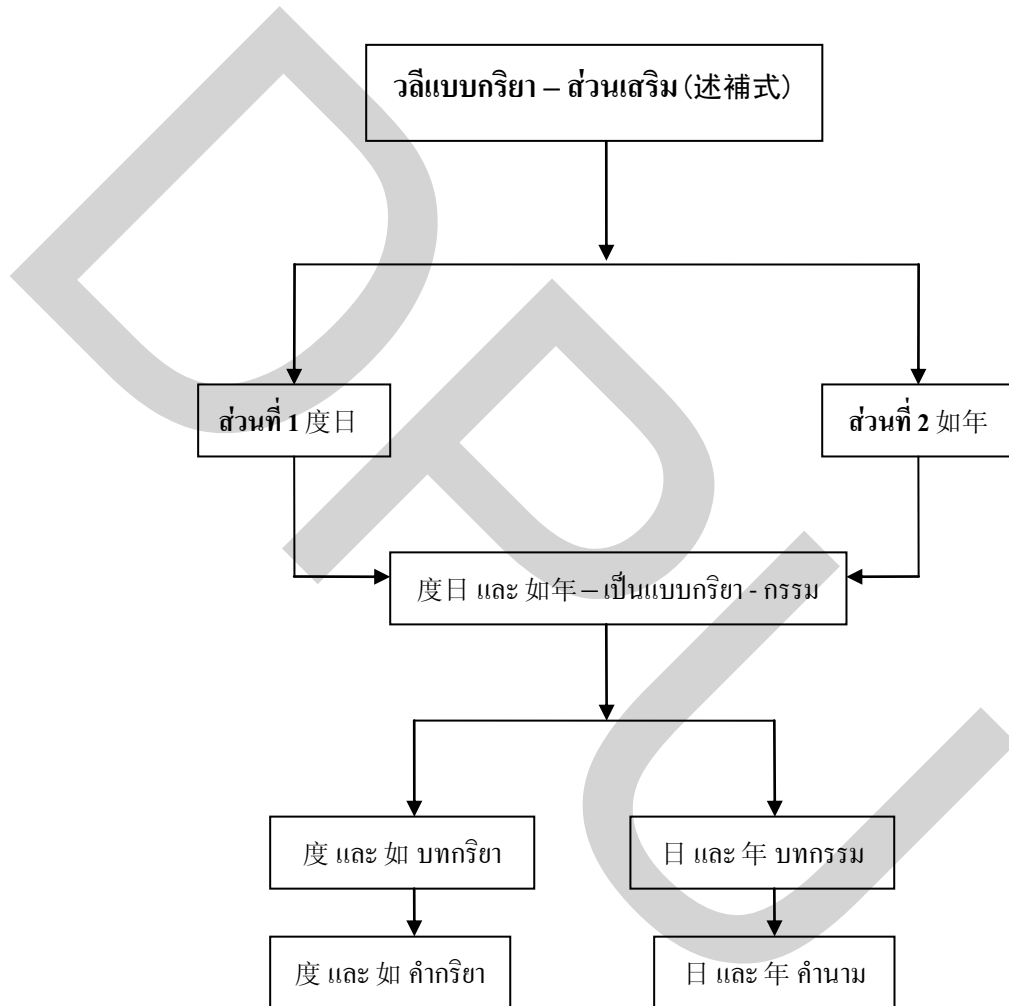 วลีแบบกริยา – ส่วนเสริม (述補式)
ส่วนที่ 1 度日
ส่วนที่ 2 如年
度日 และ 如年 – เป็นแบบกริยา - กรรม
度 และ 如 บทกริยา
日 และ 年 บทกรรม
度 และ 如 คำกริยา
日 และ 年 คำนาม
DPU